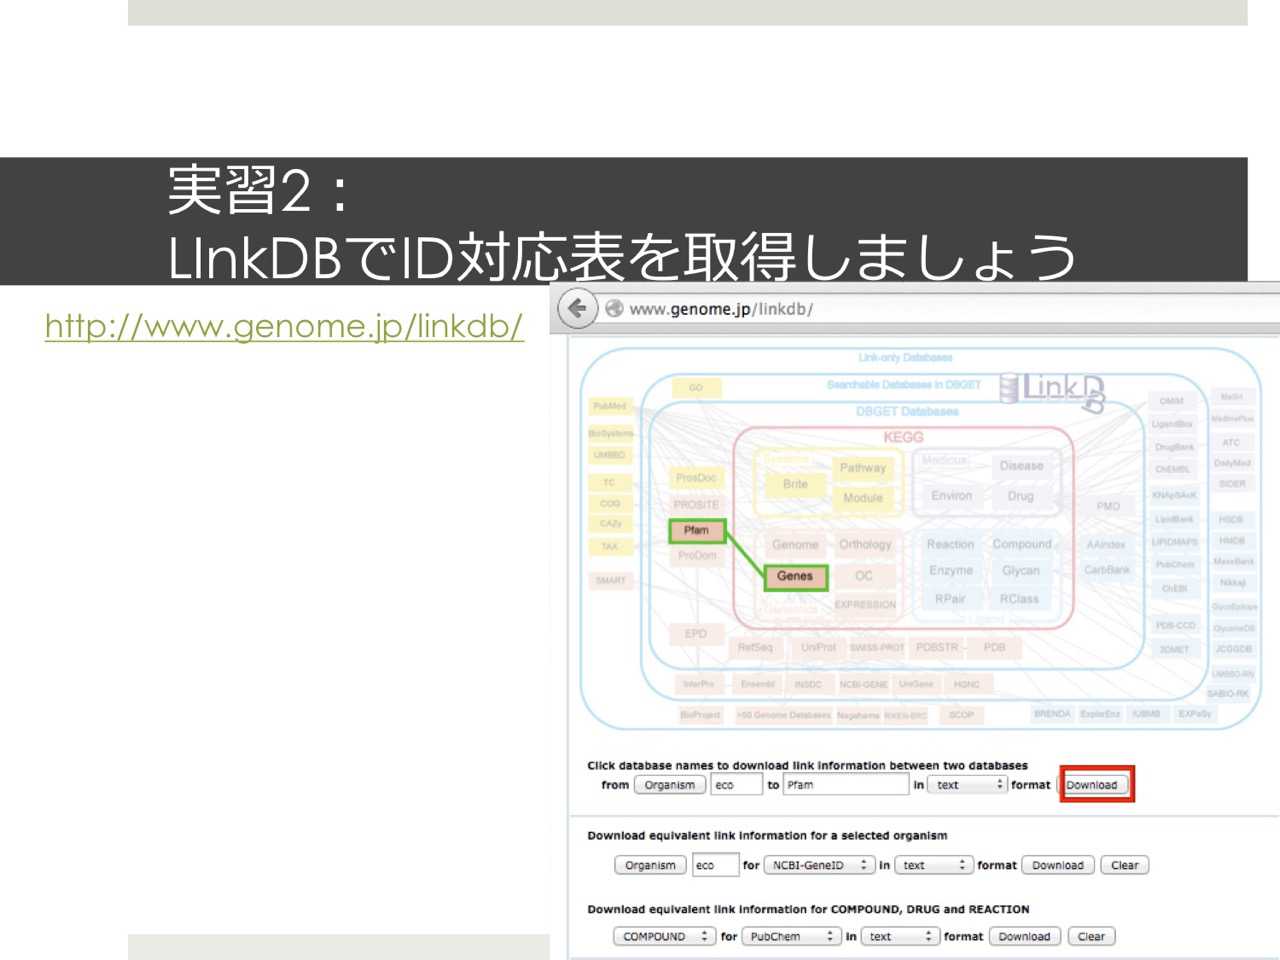 実習2：
LInkDBでID対応表を取得しましょう
http://www.genome.jp/linkdb/
www.genome.jp/linkdb/
Link-only Databases
Searchable Databases in DBGET
LinkDB
DBGET Databases
KEGG
GO
PubMed
BioSystems
UMBBD
TC
COG
CAZy
TAX
SMART
ProsDoc
PROSITE
Pfam
ProDom
EPD
Brite
Pathway
Module
Medicus
Disease
Environ
Drug
PMD
Genome
Orthology
Genes
OC
EXPRESSION
Reaction
Compound
Enzyme
Glycan
RPair
RClass
Ligand
AAindex
CarbBank
RefSeq
UniProt
SWISS-PROT
PDBSTR
PDB
InterPro
Ensembl
INSDC
NCBI-GENE
UniGene
HGNC
BioProject
>50 Genome Databases
Nagahama
RIKEN-BRC
SCOP
BRENDA
ExplorEnz
IUBMB
EXPaSy
OMIM
LigandBox
DrugBank
ChEMBL
KNApSAcK
LipidBank
LIPIDMAPS
PubChem
ChEBI
PDB-CCD
3DMET
MeSH
MedlinePlus
ATC
DailyMed
SIDER
HSDB
HMDB
MassBank
Nikkaji
GlycoEpitope
GlycomeDB
JCGGDB
UMBBD-RN
SABIO-RK
Click database names to download link information between two databases
from Organism eco to Pfam in text format Download
Download equivalent link information for a selected organism
Organism eco for NCBI-GeneID in text format Download Clear
Download equivalent link information for COMPOUND, DRUG and REACTION
COMPOUND for PubChem in text format Download Clear